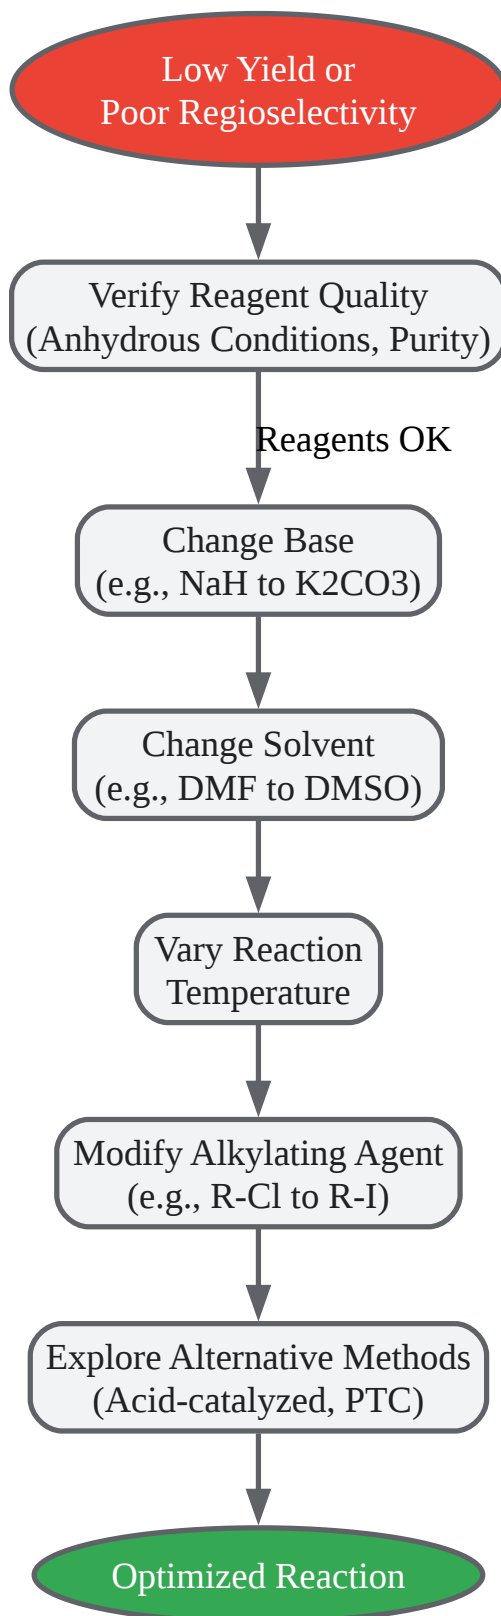 Low Yield or
Poor Regioselectivity
Verify Reagent Quality
(Anhydrous Conditions, Purity)
Reagents OK
Change Base
(e.g., NaH to K2CO3)
Change Solvent
(e.g., DMF to DMSO)
Vary Reaction
Temperature
Modify Alkylating Agent
(e.g., R-Cl to R-I)
Explore Alternative Methods
(Acid-catalyzed, PTC)
Optimized Reaction